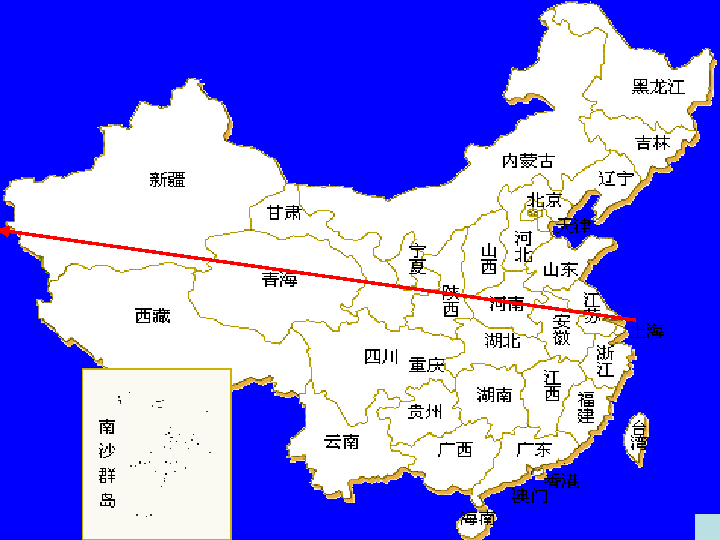 黑龙江
吉林
内蒙古
辽宁
新疆
北京
甘肃
天津
河北
宁夏
山西
山东
青海
陕西
河南
江苏
西藏
安徽
上海
湖北
四川
重庆
浙江
湖南
江西
贵州
福建
云南
广西
广东
台湾
南沙群岛
香港
澳门
海南